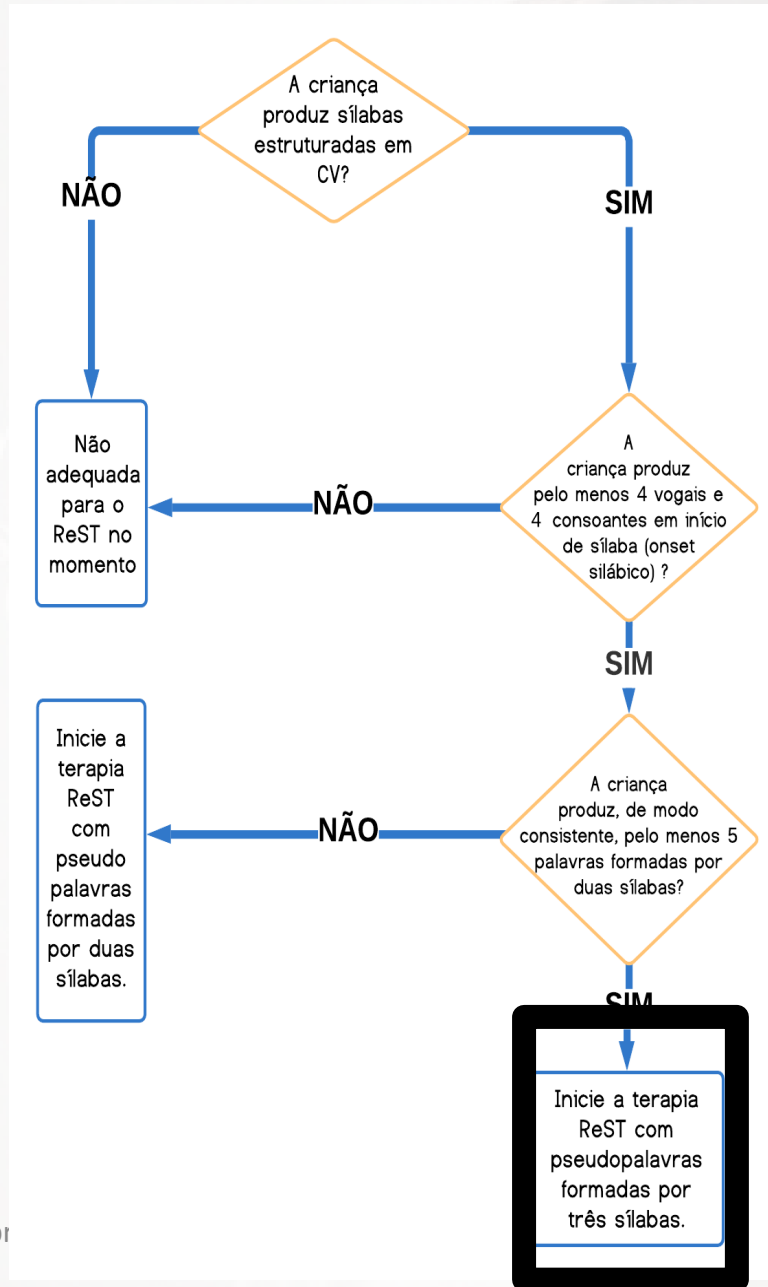 A criança
produz sílabas
estruturadas em
CV?
NÃO
SIM
Não
adequada
para o
ReST no
momento
NÃO
A
criança produz
pelo menos 4 vogais e
4 consoantes em início
de sílaba (onset
silábico) ?
SIM
Inicie a
terapia
ReST
com
pseudo
palavras
formadas
por duas
sílabas.
NÃO
A criança
produz, de modo
consistente, pelo menos 5
palavras formadas por
duas sílabas?
SIM
Inicie a terapia
ReST com
pseudopalavras
formadas por
três sílabas.